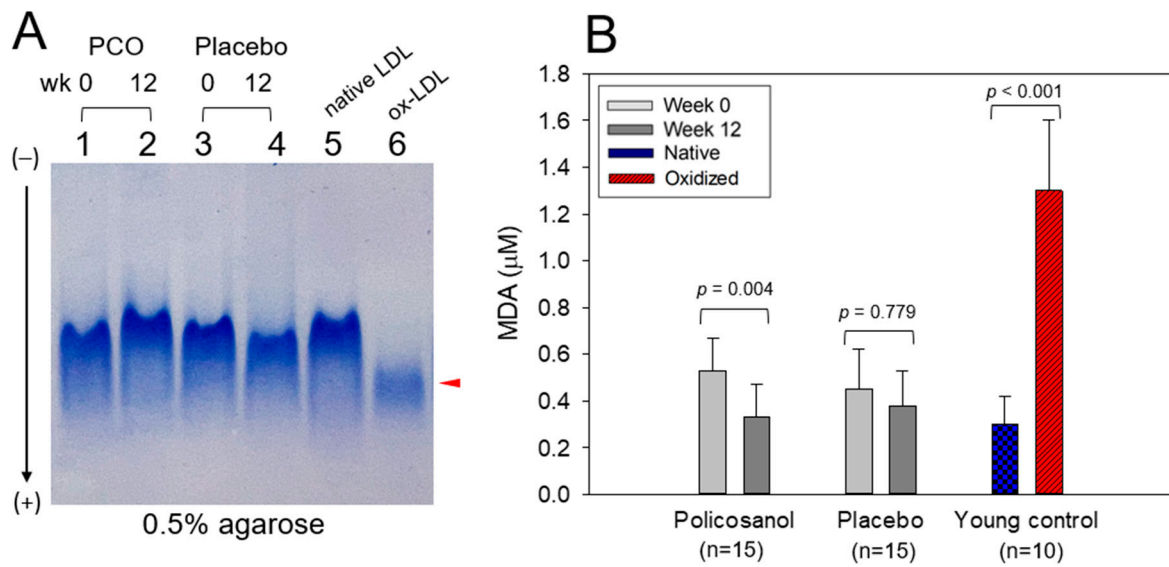 A
PCO Placebo
wk 0 12 0 12 native LDL ox-LDL
1 2 3 4 5 6
(−)
(+)
0.5% agarose
B
1.8
1.6
1.4
1.2
1.0
0.8
0.6
0.4
0.2
0.0
MDA (μM)
Week 0
Week 12
Native
Oxidized
p = 0.004
p = 0.779
p < 0.001
Policosanol Placebo Young control
(n=15) (n=15) (n=10)